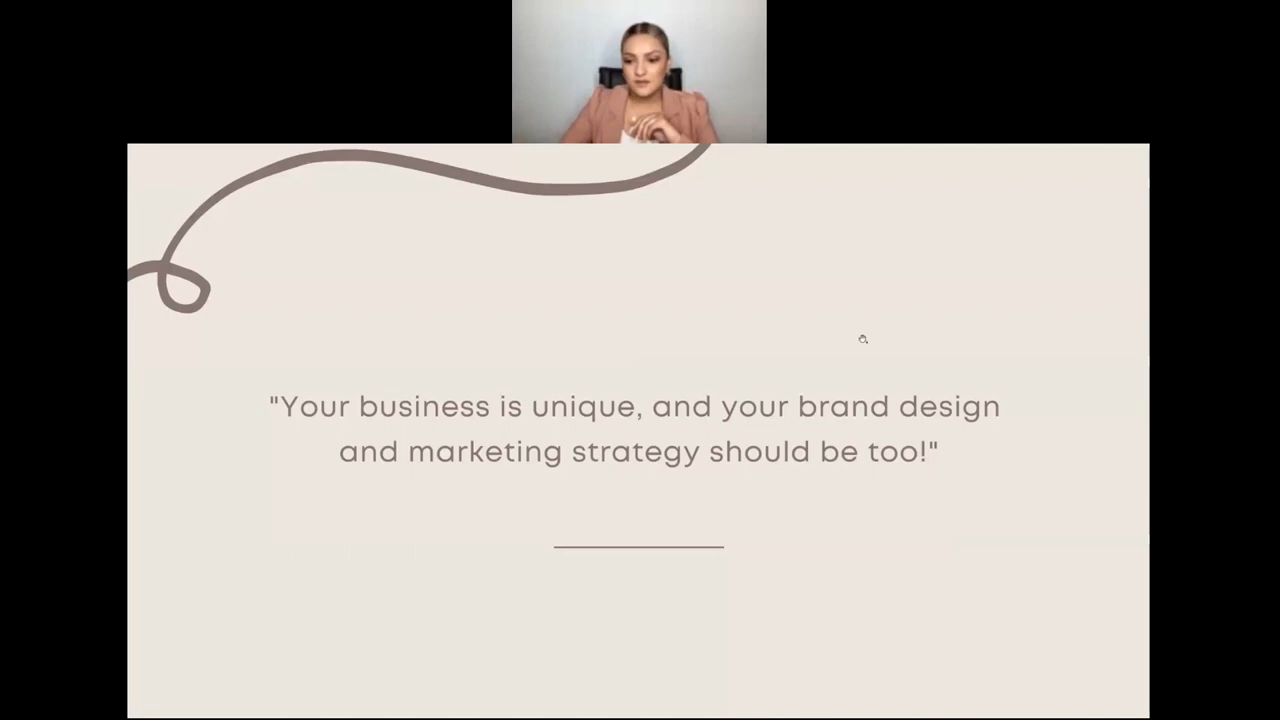 "Your business is unique, and your brand design
and marketing strategy should be too!"